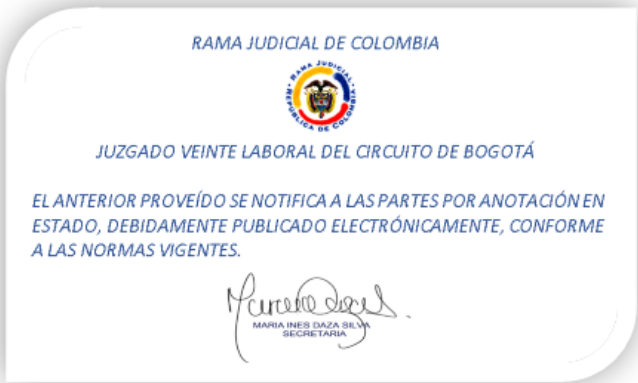 RAMA JUDICIAL DE COLOMBIA
RAMA JUDICIAL
REPÚBLICA DE COLOMBIA
JUZGADO VEINTE LABORAL DEL CIRCUITO DE BOGOTÁ
EL ANTERIOR PROVEÍDO SE NOTIFICA A LAS PARTES POR ANOTACIÓN EN
ESTADO, DEBIDAMENTE PUBLICADO ELECTRÓNICAMENTE, CONFORME
A LAS NORMAS VIGENTES.
MARIA INES DAZA SILVA
SECRETARIA